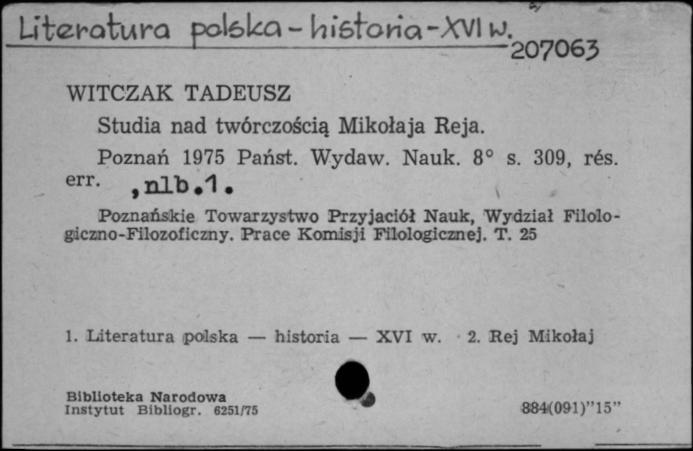 Literatura polska - historia - XVI w.
207063
WITCZAK TADEUSZ
Studia nad twórczością Mikołaja Reja.
Poznań 1975 Państ. Wydaw. Nauk. 8° s. 309, rés.
err. , nlb. 1.
Poznańskie Towarzystwo Przyjaciół Nauk, Wydział Filolo-
giczno-Filozoficzny. Prace Komisji Filologicznej. T. 25
1. Literatura polska — historia — XVI w. 2. Rej Mikołaj
Biblioteka Narodowa
Instytut Bibliogr. 6251/75
884(091)"15"